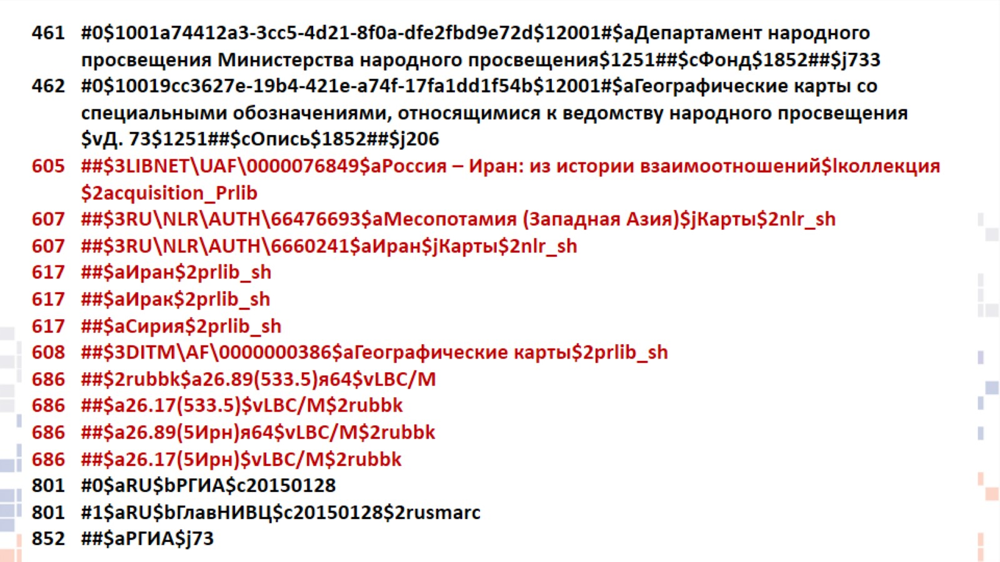 461 #0$1001a74412a3-3cc5-4d21-8f0a-dfe2fbd9e72d$12001#$aДепартамент народного
просвещения Министерства народного просвещения$1251##$cФонд$1852##$j733
462 #0$10019cc3627e-19b4-421e-a74f-17fa1dd1f54b$12001#$aГеографические карты со
специальными обозначениями, относящимися к ведомству народного просвещения
$vД. 73$1251##$cОпись$1852##$j206
605 ##$3LIBNET\UAF\0000076849$aРоссия – Иран: из истории взаимоотношений$lколлекция
$2acquisition_Prlib
607 ##$3RU\NLR\AUTH\66476693$aМесопотамия (Западная Азия)$jКарты$2nlr_sh
607 ##$3RU\NLR\AUTH\6660241$aИран$jКарты$2nlr_sh
617 ##$aИран$2prlib_sh
617 ##$aИрак$2prlib_sh
617 ##$aСирия$2prlib_sh
608 ##$3DITM\AF\0000000386$aГеографические карты$2prlib_sh
686 ##$2rubbk$a26.89(533.5)я64$vLBC/M
686 ##$a26.17(533.5)$vLBC/M$2rubbk
686 ##$a26.89(5Ирн)я64$vLBC/M$2rubbk
686 ##$a26.17(5Ирн)$vLBC/M$2rubbk
801 #0$aRU$bРГИА$c20150128
801 #1$aRU$bГлавНИВЦ$c20150128$2rusmarc
852 ##$aРГИА$j73